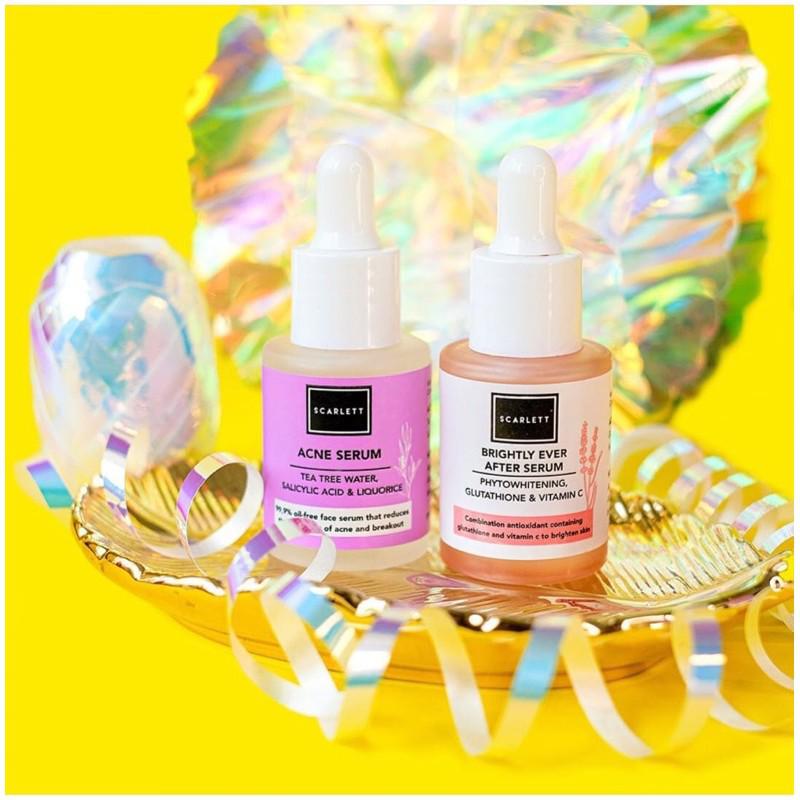 SCARLETT
ACNE SERUM
TEA TREE WATER,
SALICYLIC ACID & LIQUORICE
99,9% oil-free face serum that reduces
of acne and breakout
SCARLETT
BRIGHTLY EVER
AFTER SERUM
PHYTOWHITENING,
GLUTATHIONE & VITAMIN C
Combination antioxidant containing
glutathione and vitamin c to brighten skin